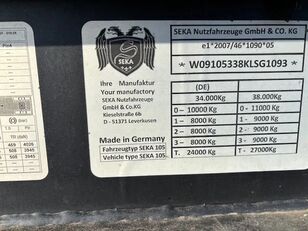 SEKA
Ihre Manufaktur
Your manufactory
SEKA Nutzfahrzeuge
GmbH & Co.KG
Kieselstraße 6b
D - 51371 Leverkusen
Made in Germany
Fahrzeugtyp SEKA 105
Vehicle type SEKA 105
SEKA Nutzfahrzeuge GmbH & CO. KG
e1*2007/46*1090*05
* W09105338KLSG1093 *
(DE)
34.000Kg 38.000Kg
0 – 10000 Kg 0 – 11000 Kg
1 – 8000 Kg 1 – 9000 Kg
2 – 8000 Kg 2 – 9000 Kg
3 – 8000 Kg 3 – 9000 Kg
T. 24000 Kg T. 27000Kg